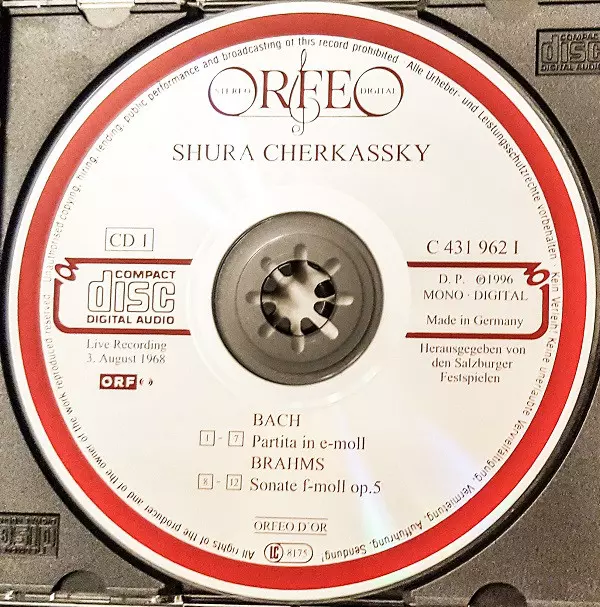 Unauthorised copying, hiring, lending, public performance and broadcasting of this record prohibited · Alle Urheber- und Leistungsschutzrechte vorbehalten · Kein Verleih! Keine unerlaubte Vervielfältigung, Vermietung, Aufführung, Sendung!
All rights of the producer and of the owner of the work reproduced reserved ·
ORFEO
STEREO DIGITAL
SHURA CHERKASSKY
CD 1
C 431 962 I
COMPACT
disc
DIGITAL AUDIO
D. P. ℗1996
MONO · DIGITAL
Made in Germany
Live Recording
3. August 1968
Herausgegeben von
den Salzburger
Festspielen
ORF
BACH
1 - 7 Partita in e-moll
BRAHMS
8 - 12 Sonate f-moll op.5
ORFEO D'OR
LC 8175
COMPACT
disc
DIGITAL AUDIO
disc